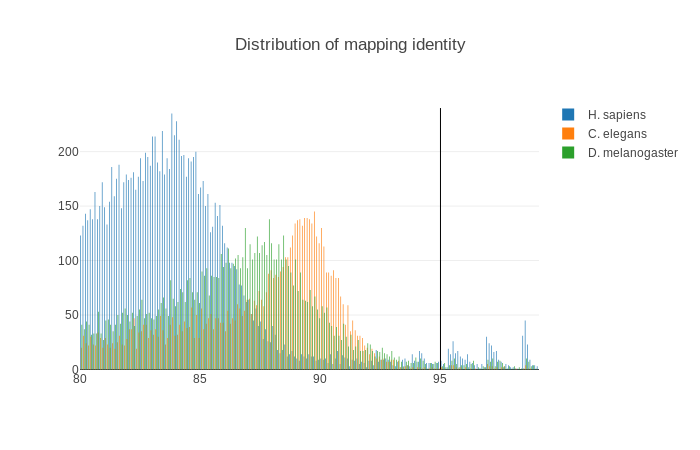 Distribution of mapping identity
H. sapiens
C. elegans
D. melanogaster
200
150
100
50
0
80
85
90
95